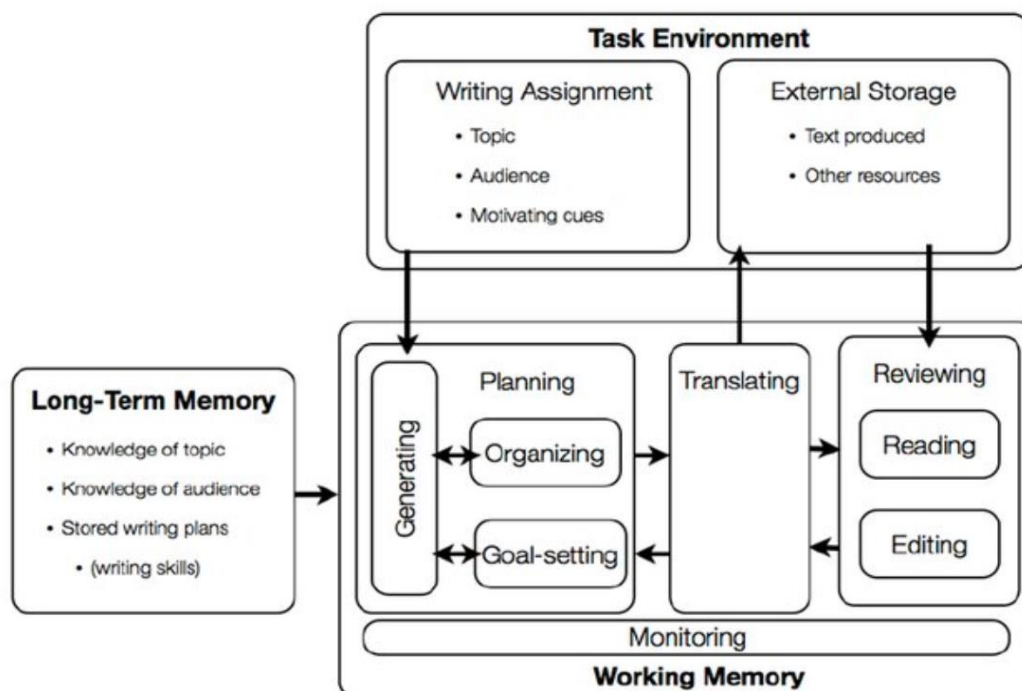 Task Environment
Writing Assignment
• Topic
• Audience
• Motivating cues
External Storage
• Text produced
• Other resources
Long-Term Memory
• Knowledge of topic
• Knowledge of audience
• Stored writing plans
• (writing skills)
Generating
Planning
Organizing
Goal-setting
Translating
Reviewing
Reading
Editing
Monitoring
Working Memory